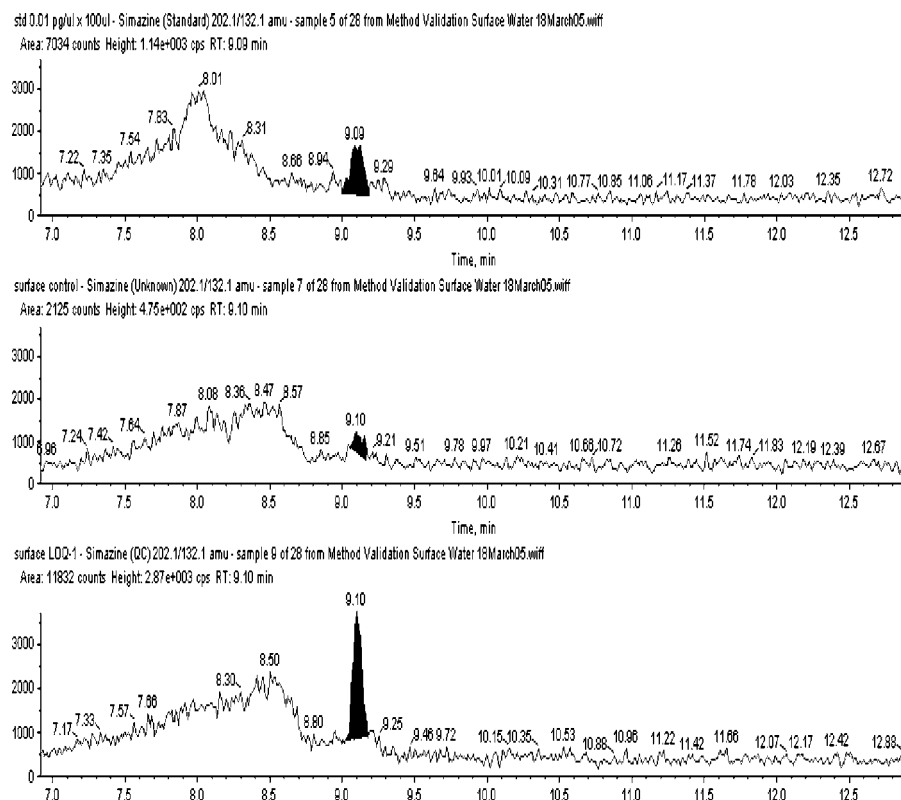 std 0.01 pg/ul x 100ul - Simazine (Standard) 202.1/132.1 amu - sample 5 of 28 from Method Validation Surface Water 18March05.wiff
Area: 7034 counts Height: 1.14e+003 cps RT: 9.09 min
8.01
3000
7.83
2000
7.54
8.31
9.09
7.22 7.35
8.66 8.94
9.29
1000
9.64 9.93 10.01 10.09 10.31 10.77 10.85 11.06 11.17 11.37 11.78 12.03 12.35 12.72
0
7.0 7.5 8.0 8.5 9.0 9.5 10.0 10.5 11.0 11.5 12.0 12.5
Time, min
surface control - Simazine (Unknown) 202.1/132.1 amu - sample 7 of 28 from Method Validation Surface Water 18March05.wiff
Area: 2125 counts Height: 4.75e+002 cps RT: 9.10 min
3000
2000
8.08 8.36 8.47 8.57
7.87
7.64
9.10
1000
6.96 7.24 7.42
8.85
9.21 9.51 9.78 9.97 10.21 10.41 10.68 10.72 11.26 11.52 11.74 11.83 12.19 12.39 12.67
0
7.0 7.5 8.0 8.5 9.0 9.5 10.0 10.5 11.0 11.5 12.0 12.5
Time, min
surface LOQ-1 - Simazine (QC) 202.1/132.1 amu - sample 9 of 28 from Method Validation Surface Water 18March05.wiff
Area: 11832 counts Height: 2.87e+003 cps RT: 9.10 min
9.10
3000
8.50
2000
8.30
7.57 7.66
7.17 7.33
1000
8.80
9.25
9.46 9.72 10.15 10.35 10.53 10.88 10.96 11.22 11.42 11.66 12.07 12.17 12.42 12.88
0
7.0 7.5 8.0 8.5 9.0 9.5 10.0 10.5 11.0 11.5 12.0 12.5
Time, min